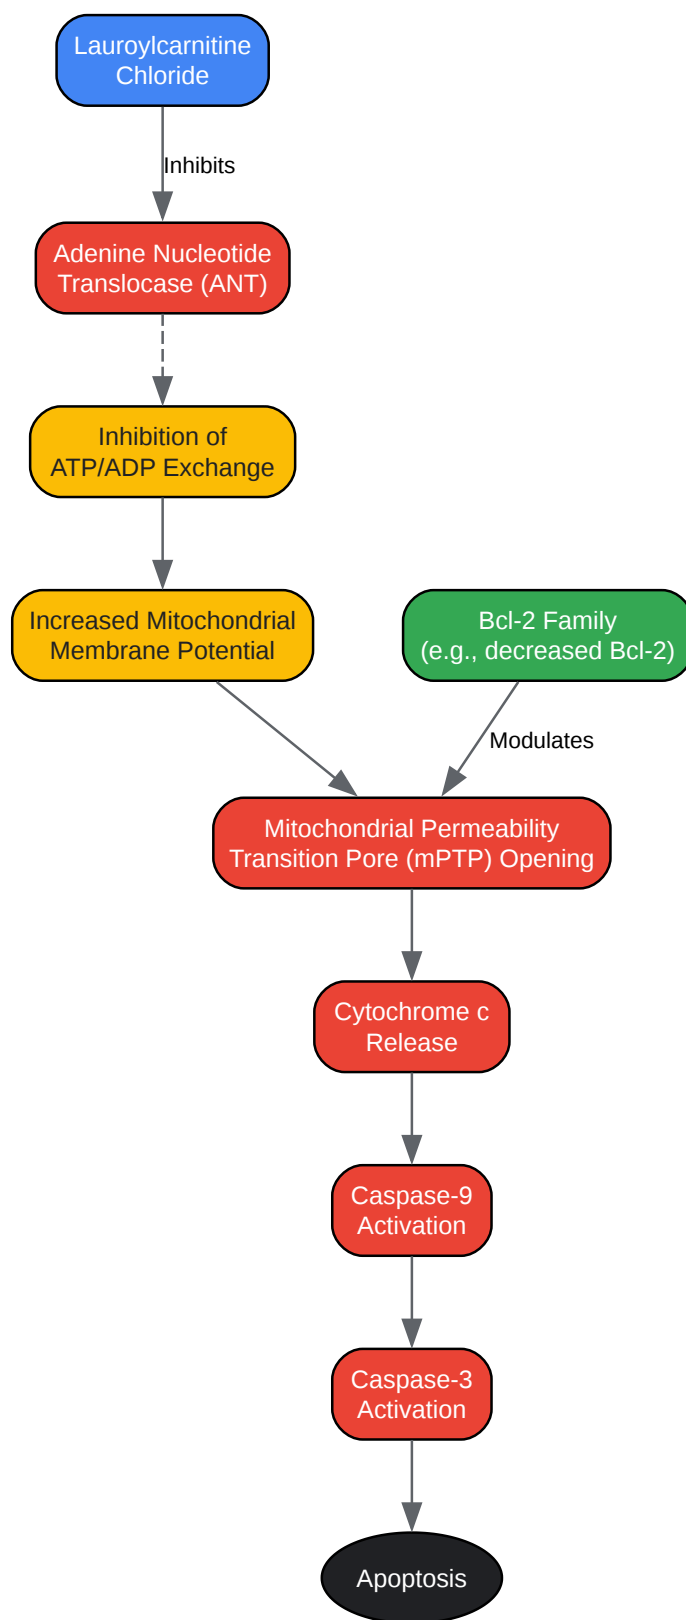 Lauroylcarnitine
Chloride
Inhibits
Adenine Nucleotide
Translocase (ANT)
Inhibition of
ATP/ADP Exchange
Increased Mitochondrial
Membrane Potential
Bcl-2 Family
(e.g., decreased Bcl-2)
Modulates
Mitochondrial Permeability
Transition Pore (mPTP) Opening
Cytochrome c
Release
Caspase-9
Activation
Caspase-3
Activation
Apoptosis